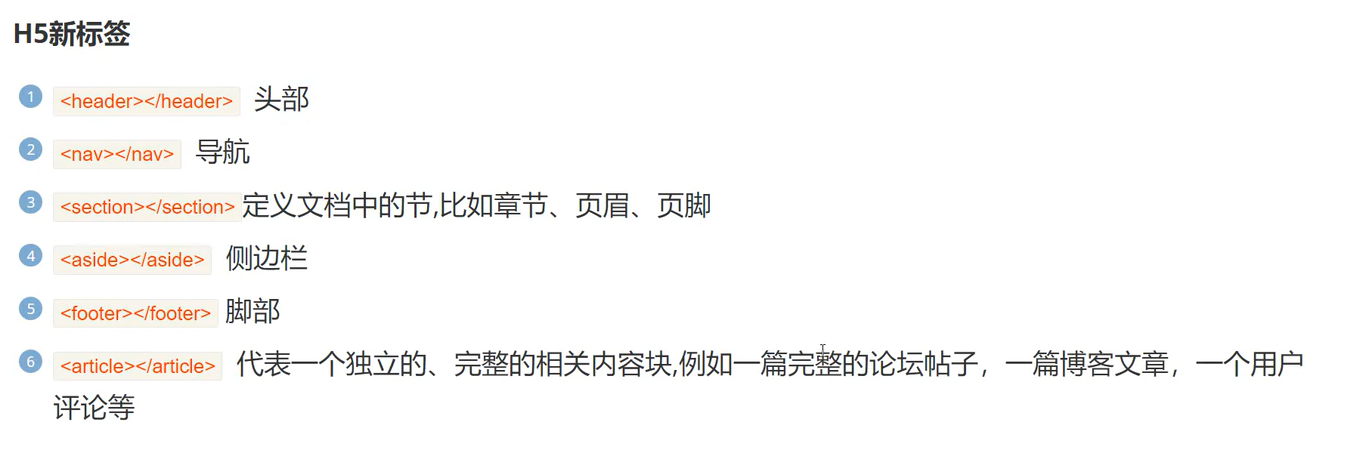 H5新标签
1 <header></header> 头部
2 <nav></nav> 导航
3 <section></section>定义文档中的节,比如章节、页眉、页脚
4 <aside></aside> 侧边栏
5 <footer></footer> 脚部
6 <article></article> 代表一个独立的、完整的相关内容块,例如一篇完整的论坛帖子，一篇博客文章，一个用户
评论等